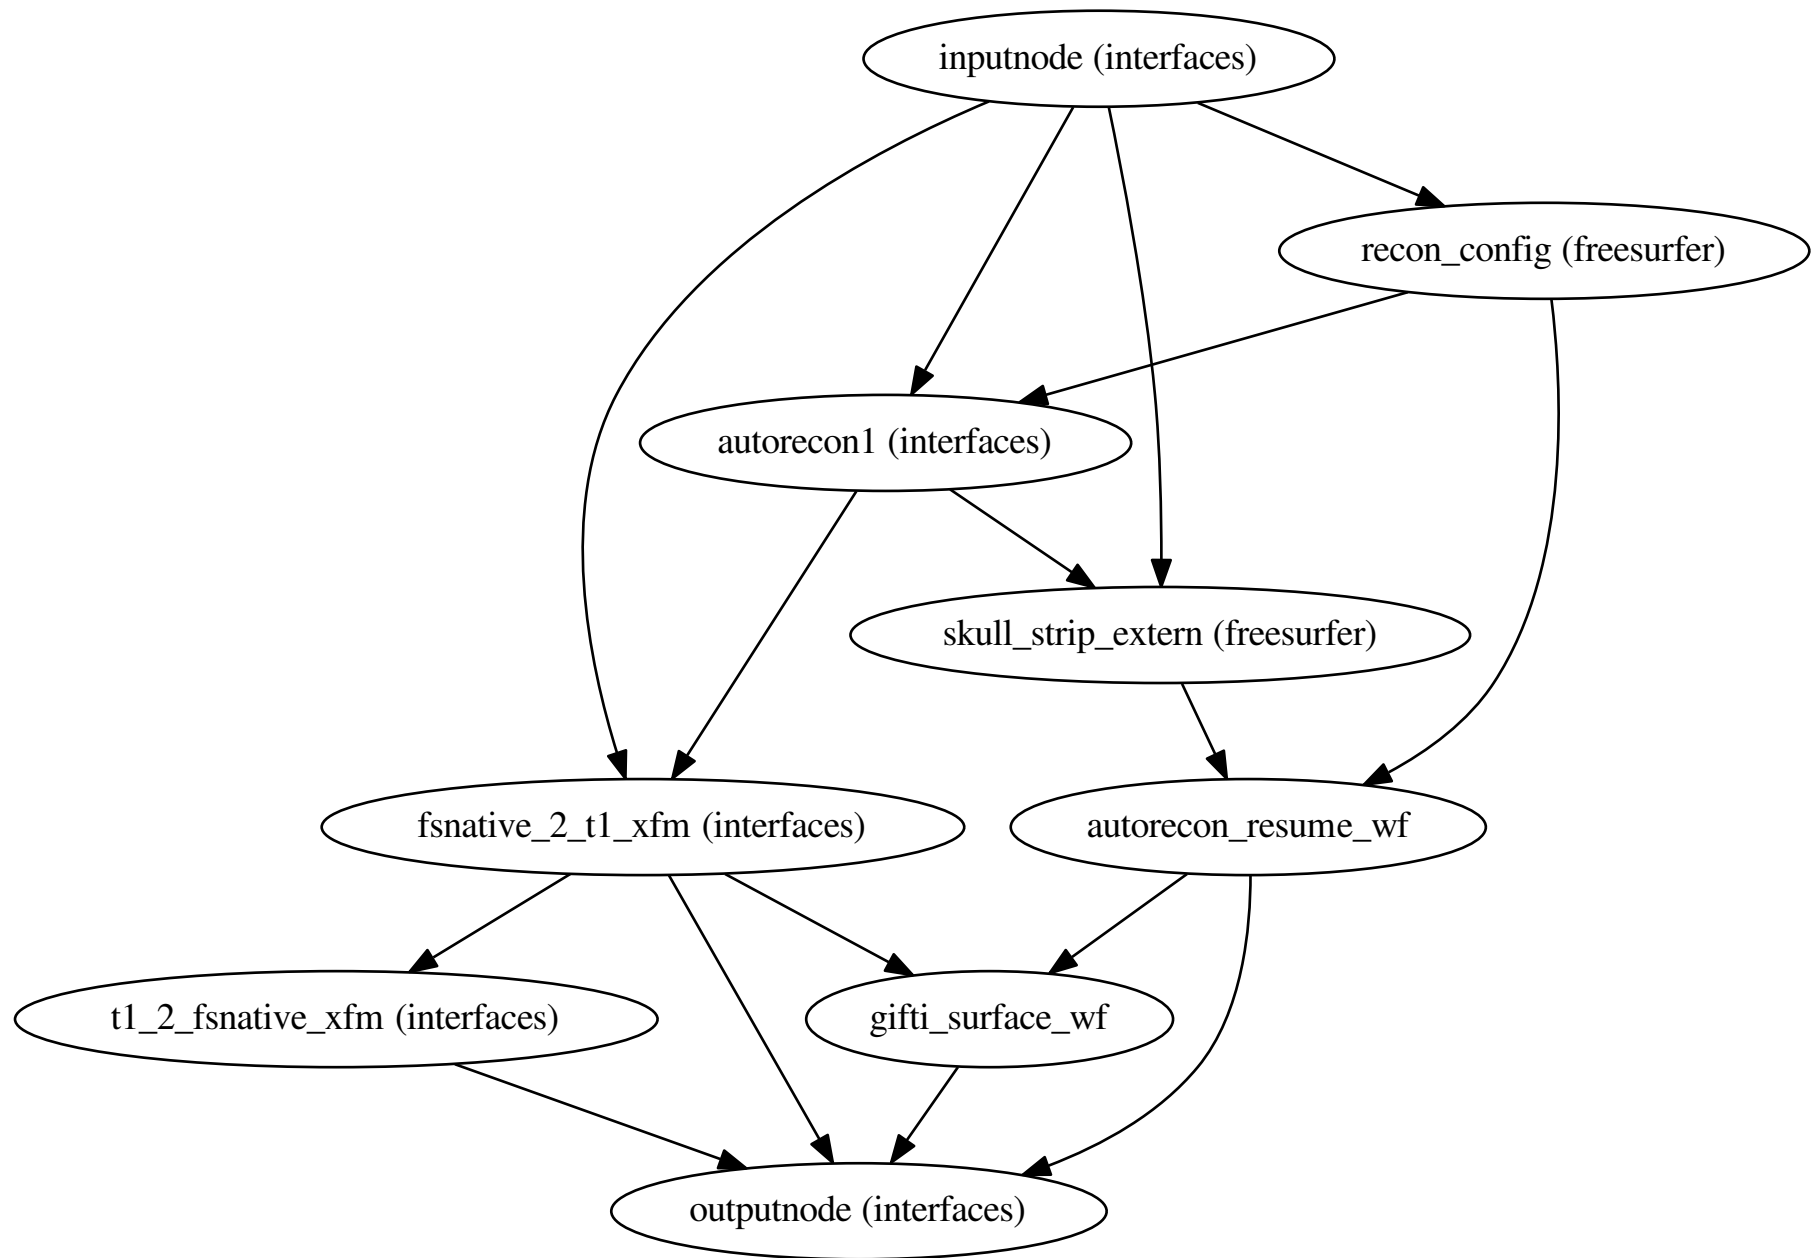 inputnode (interfaces)
recon_config (freesurfer)
autorecon1 (interfaces)
skull_strip_extern (freesurfer)
fsnative_2_t1_xfm (interfaces)
autorecon_resume_wf
t1_2_fsnative_xfm (interfaces)
gifti_surface_wf
outputnode (interfaces)